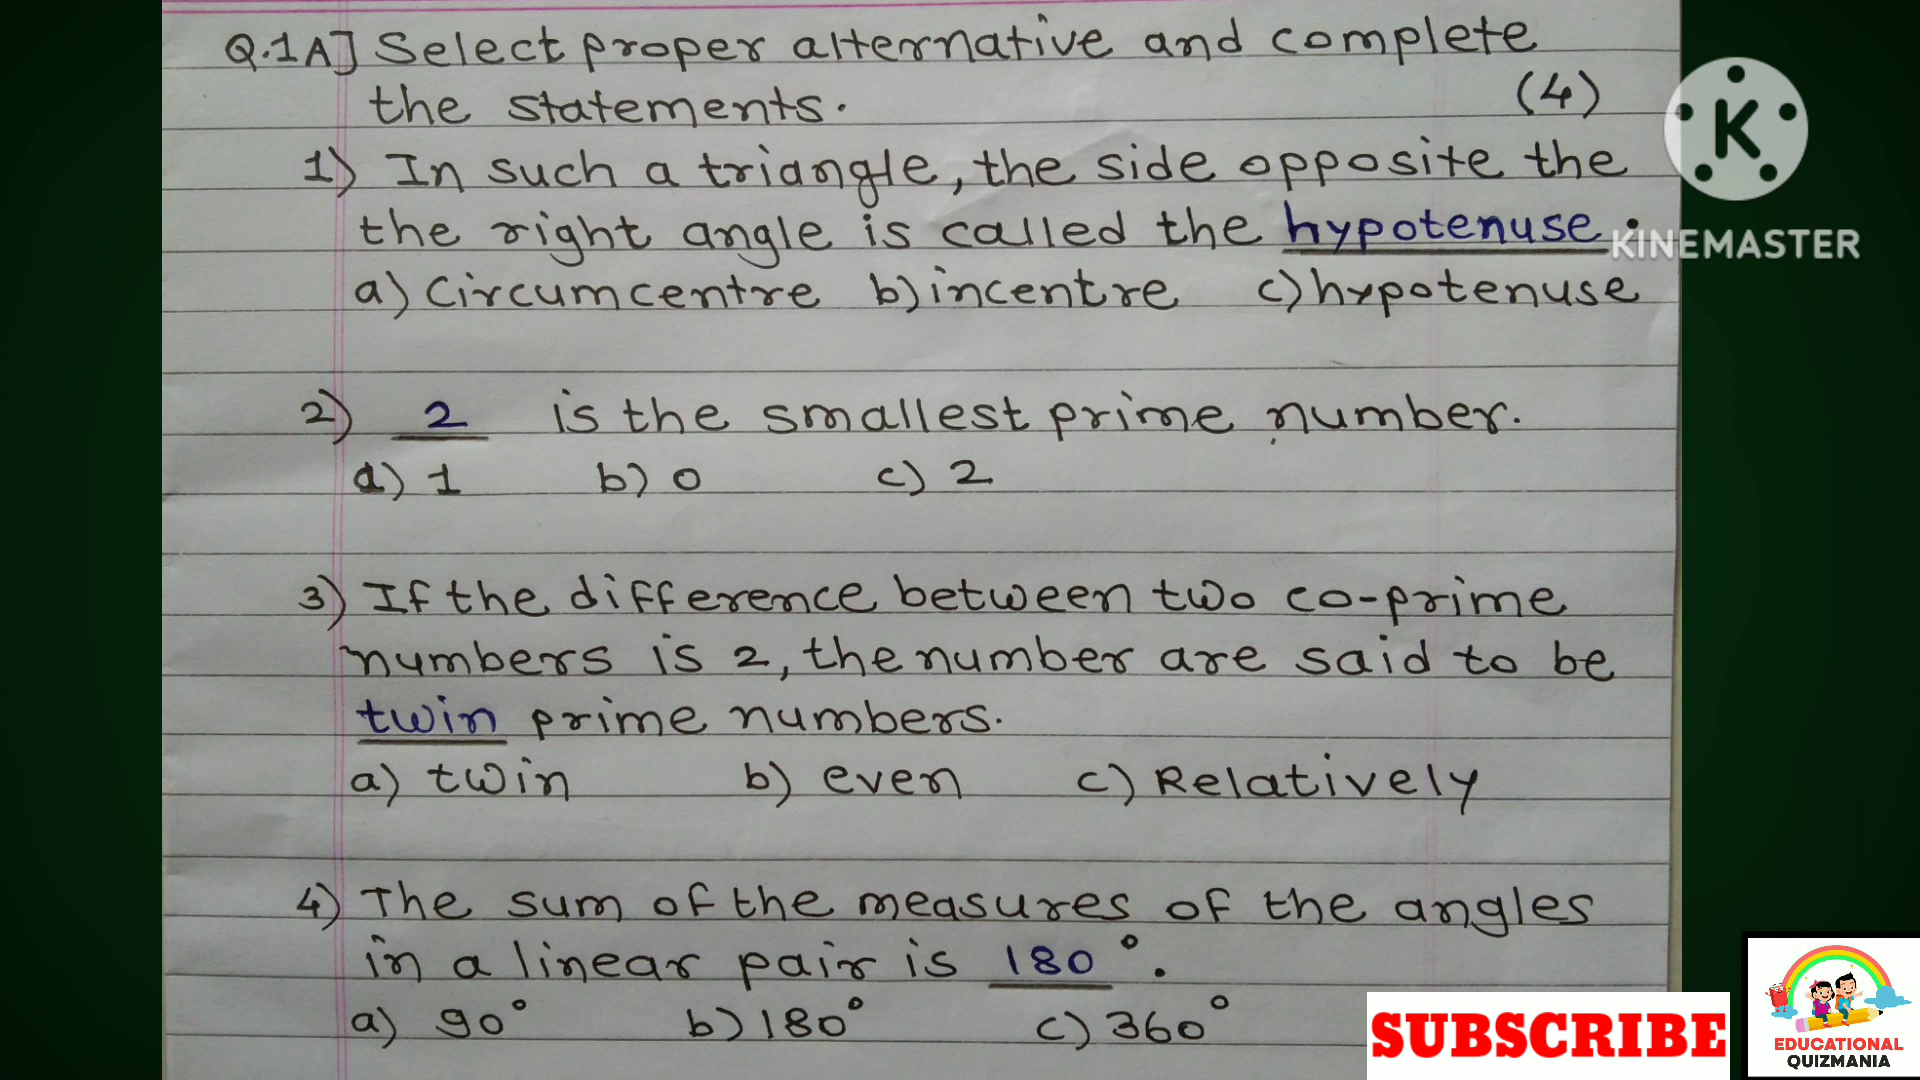 Q.1A] Select proper alternative and complete
the statements.
(4)
1) In such a triangle, the side opposite the
the right angle is called the hypotenuse.
a) Circumcentre b) incentre c) hypotenuse
2) 2 is the smallest prime number.
a) 1 b) 0 c) 2
3) If the difference between two co-prime
numbers is 2, the number are said to be
twin prime numbers.
a) twin b) even c) Relatively
4) The sum of the measures of the angles
in a linear pair is 180°.
a) 90° b) 180° c) 360°
K
KINEMASTER
SUBSCRIBE
EDUCATIONAL
QUIZMANIA